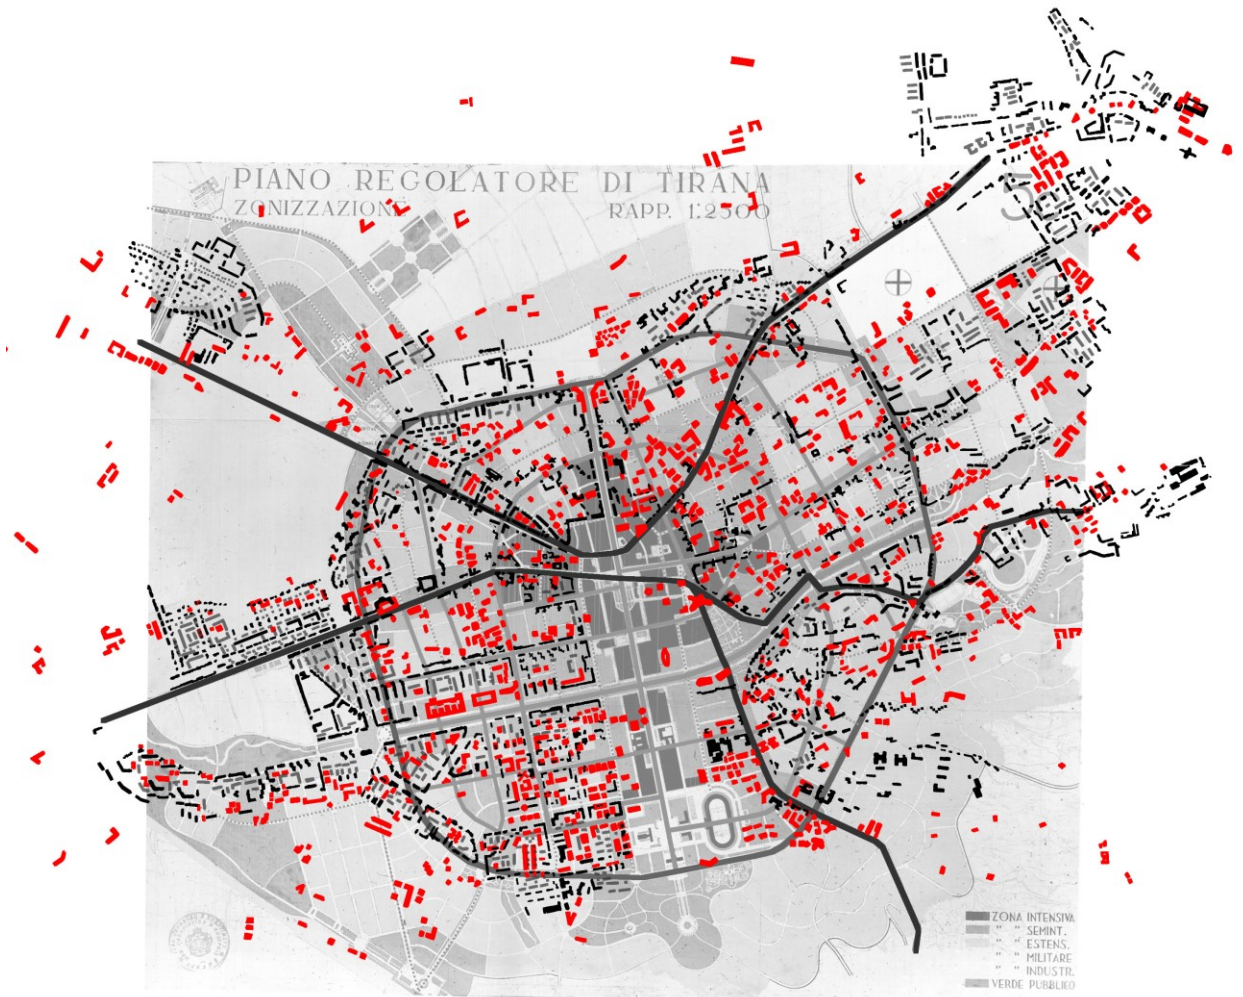 PIANO REGOLATORE DI TIRANA
ZONIZZAZIONE RAPP. 1:2500
ZONA INTENSIVA
" " SEMINT.
" " ESTENS.
" " MILITARE
" " INDUSTR.
VERDE PUBBLICO